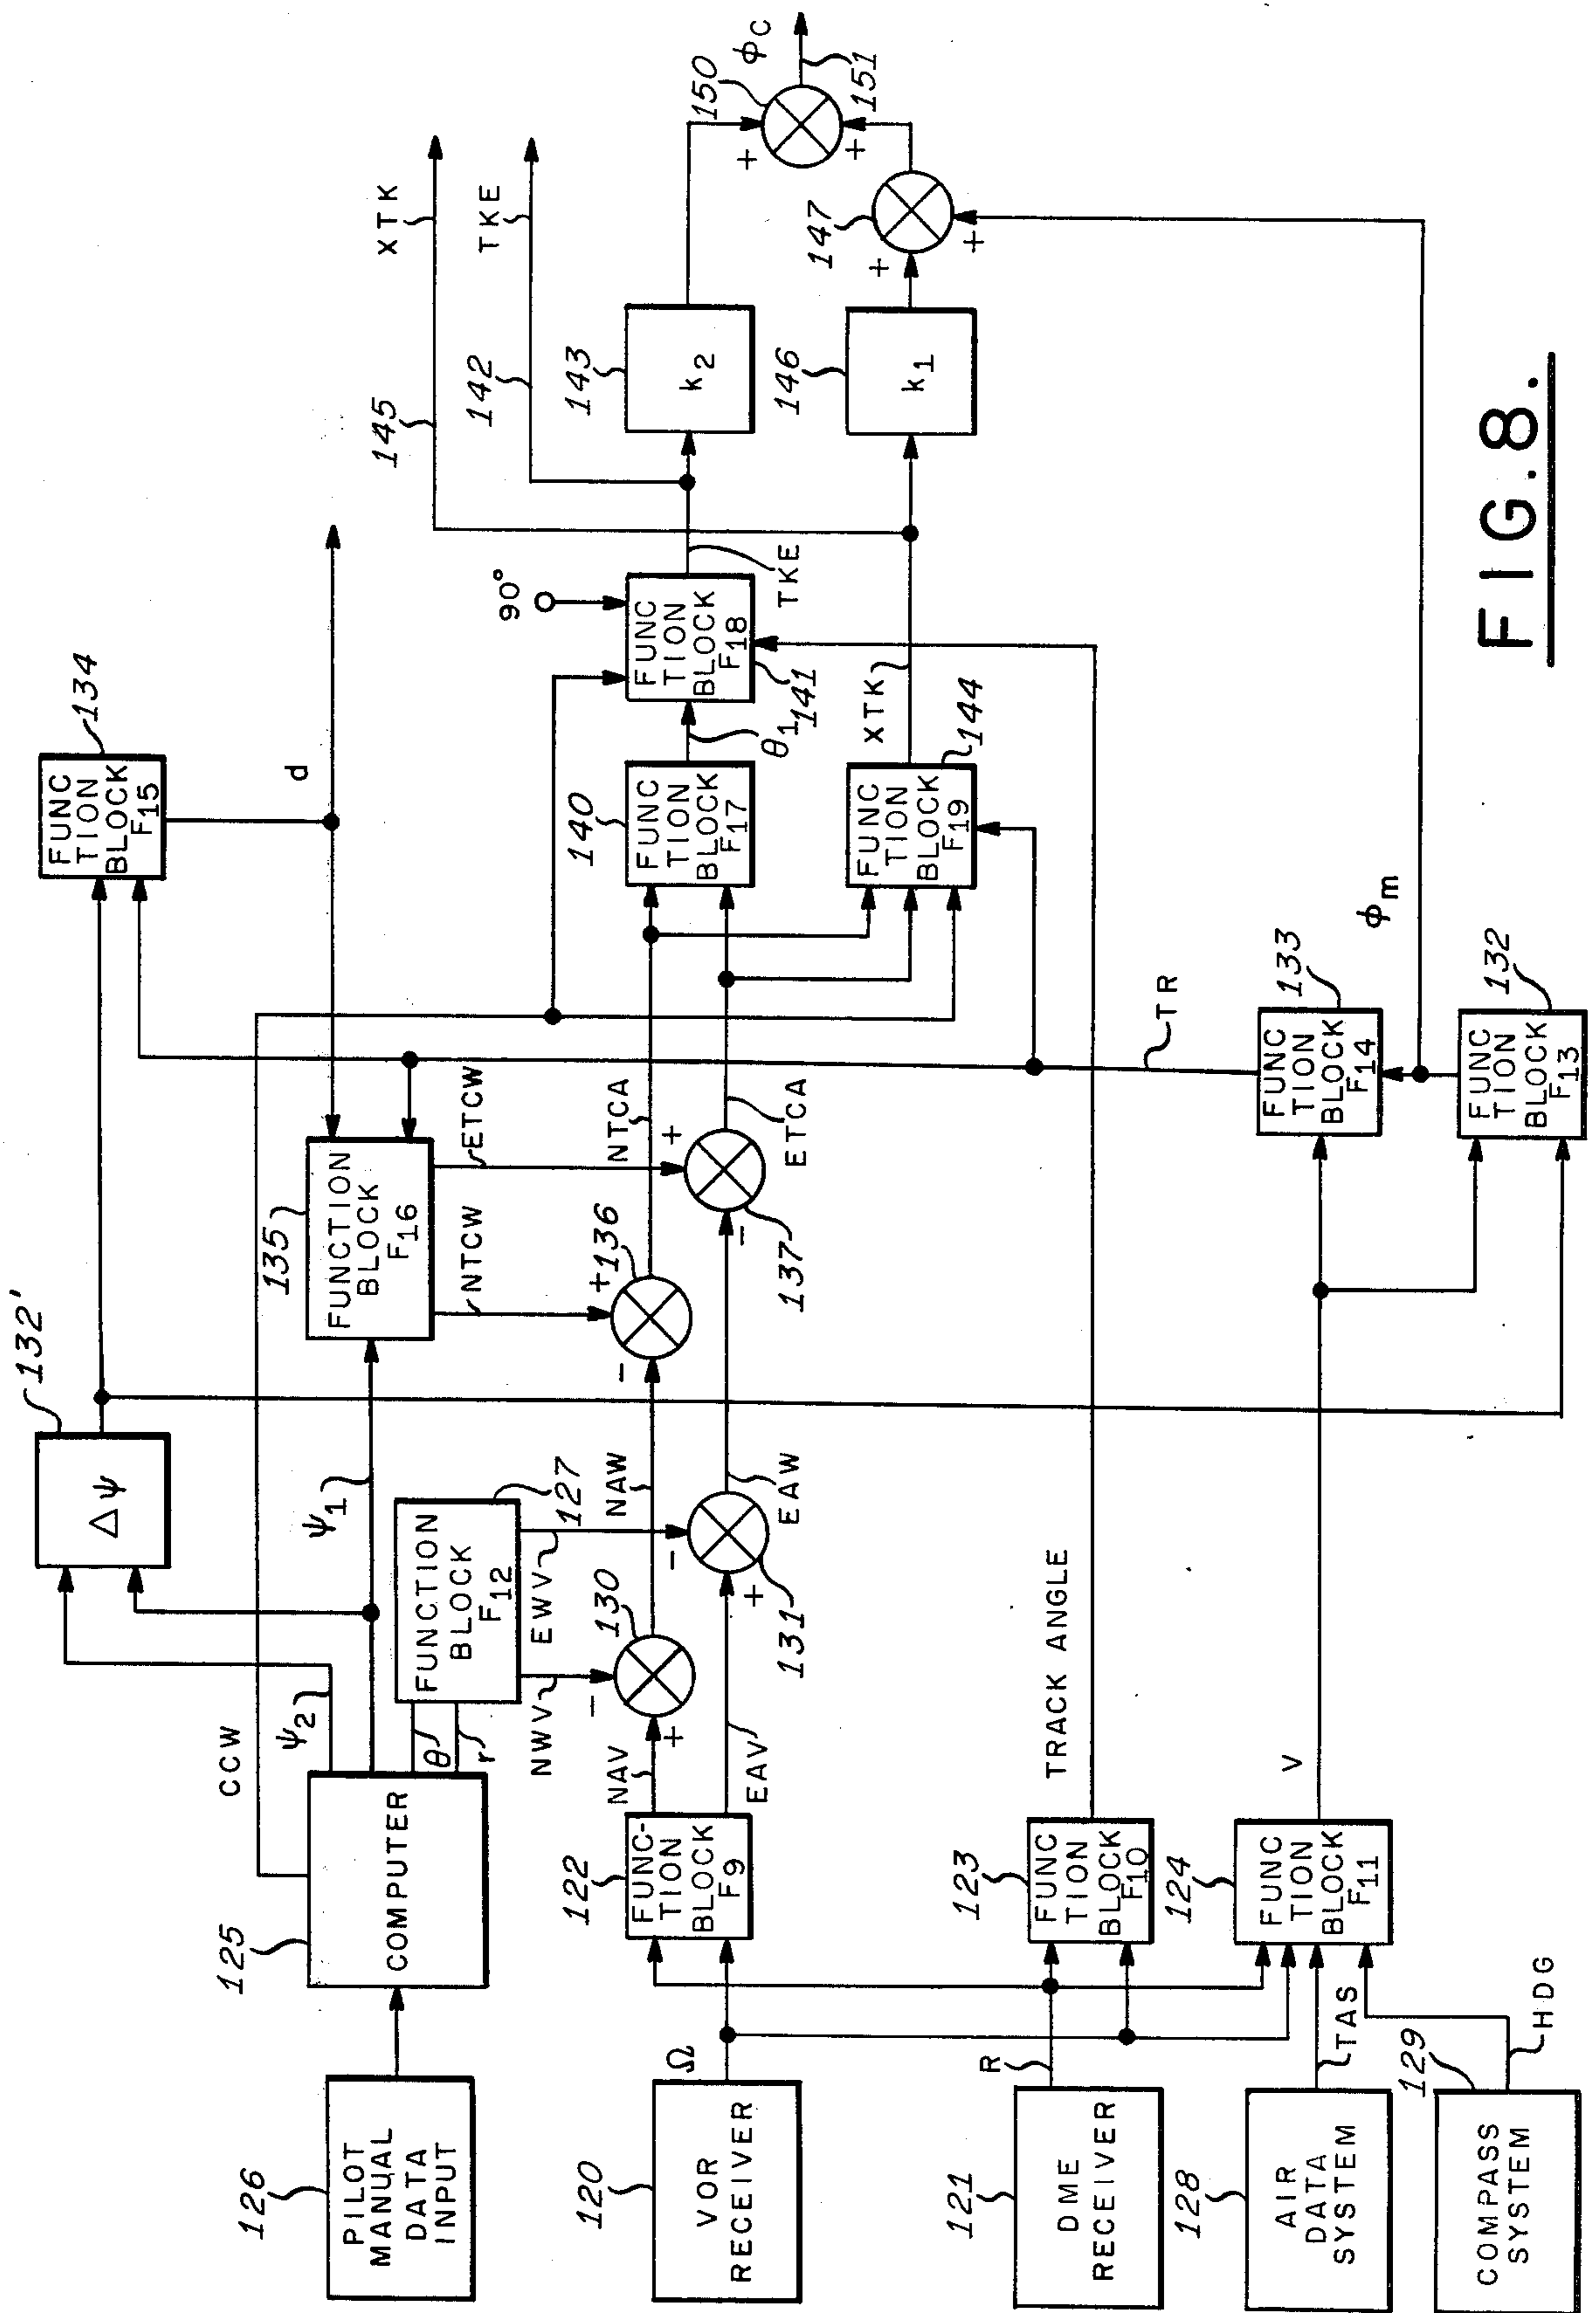 126
PILOT
MANUAL
DATA
INPUT
125
COMPUTER
CCW
ψ2
ψ1
θ
r
132'
Δψ
FUNCTION
BLOCK
F12
127
NWV
EWV
120
VOR
RECEIVER
Ω
122
FUNC-
TION
BLOCK
F9
NAV
EAV
+
-
130
-
+
131
NAW
EAW
135
FUNCTION
BLOCK
F16
NTCW
ETCW
+
-
136
+
-
137
NTCA
ETCA
134
FUNC
TION
BLOCK
F15
d
140
FUNC
TION
BLOCK
F17
θ1
90°
FUNC
TION
BLOCK
F18
141
TKE
FUNC
TION
BLOCK
F19
144
XTK
145
XTK
142
TKE
143
k2
146
k1
147
+
+
150
+
+
ϕC
151
121
DME
RECEIVER
R
123
FUNC
TION
BLOCK
F10
TRACK ANGLE
128
AIR
DATA
SYSTEM
TAS
129
COMPASS
SYSTEM
HDG
124
FUNC
TION
BLOCK
F11
V
133
FUNC
TION
BLOCK
F14
TR
132
FUNC
TION
BLOCK
F13
ϕm
FIG.8.